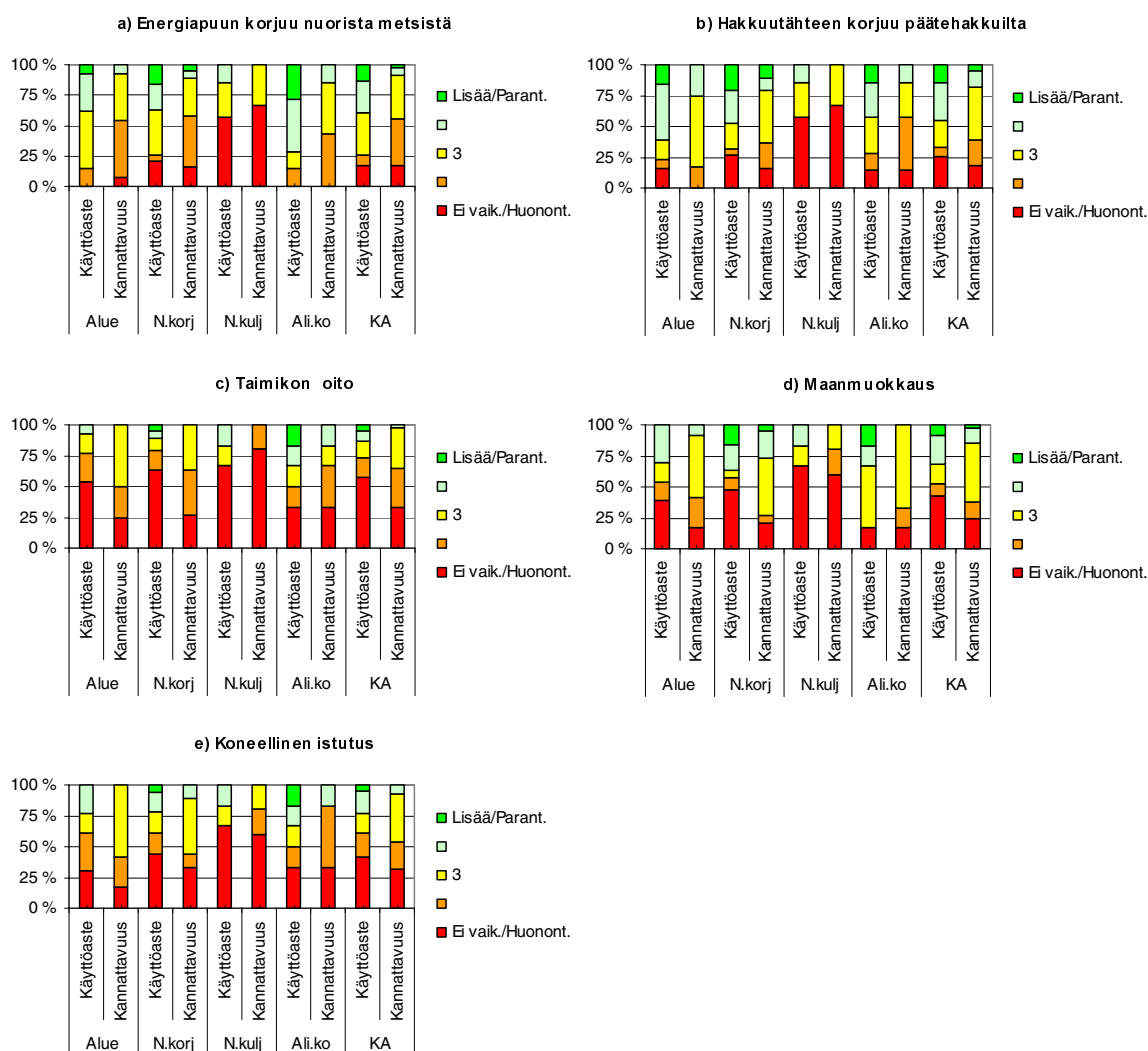 a) Energiapuun korjuu nuorista metsistä
100 %
75 %
50 %
25 %
0 %
Käyttöaste
Kannattavuus
Käyttöaste
Kannattavuus
Käyttöaste
Kannattavuus
Käyttöaste
Kannattavuus
Käyttöaste
Kannattavuus
Alue
N.korj
N.kulj
Ali.ko
KA
Lisää/Parant.
3
Ei vaik./Huonont.
b) Hakkuutähteen korjuu päätehakkuilta
100 %
75 %
50 %
25 %
0 %
Käyttöaste
Kannattavuus
Käyttöaste
Kannattavuus
Käyttöaste
Kannattavuus
Käyttöaste
Kannattavuus
Käyttöaste
Kannattavuus
Alue
N.korj
N.kulj
Ali.ko
KA
Lisää/Parant.
3
Ei vaik./Huonont.
c) Taimikon oito
100 %
75 %
50 %
25 %
0 %
Käyttöaste
Kannattavuus
Käyttöaste
Kannattavuus
Käyttöaste
Kannattavuus
Käyttöaste
Kannattavuus
Käyttöaste
Kannattavuus
Alue
N.korj
N.kulj
Ali.ko
KA
Lisää/Parant.
3
Ei vaik./Huonont.
d) Maanmuokkaus
100 %
75 %
50 %
25 %
0 %
Käyttöaste
Kannattavuus
Käyttöaste
Kannattavuus
Käyttöaste
Kannattavuus
Käyttöaste
Kannattavuus
Käyttöaste
Kannattavuus
Alue
N.korj
N.kulj
Ali.ko
KA
Lisää/Parant.
3
Ei vaik./Huonont.
e) Koneellinen istutus
100 %
75 %
50 %
25 %
0 %
Käyttöaste
Kannattavuus
Käyttöaste
Kannattavuus
Käyttöaste
Kannattavuus
Käyttöaste
Kannattavuus
Käyttöaste
Kannattavuus
Alue
N.korj
N.kulj
Ali.ko
KA
Lisää/Parant.
3
Ei vaik./Huonont.